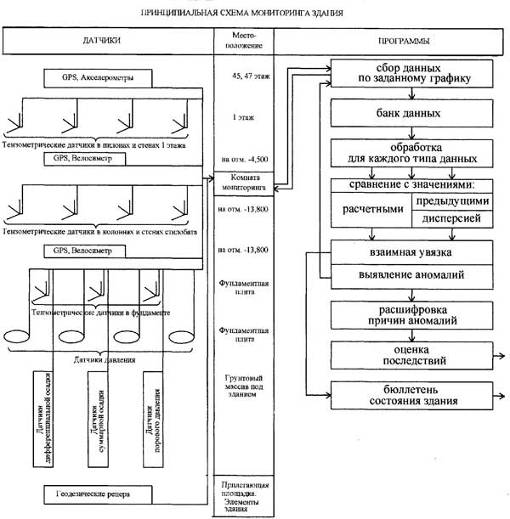 ПРИНЦИПИАЛЬНАЯ СХЕМА МОНИТОРИНГА ЗДАНИЯ
ДАТЧИКИ
Место-
положение
ПРОГРАММЫ
GPS, Акселерометры
45, 47 этаж
Тензометрические датчики в пилонах и стенах 1 этажа
1 этаж
GPS, Велосиметр
на отм. -4,500
Комната
мониторинга
Тензометрические датчики в колоннах и стенах стилобата
на отм. -13,800
GPS, Велосиметр
на отм. -13,800
Тензометрические датчики в фундаменте
Фундаментная
плита
Датчики давления
Фундаментная
плита
Датчики
дифференциальной осадки
Датчики
суммарной осадки
Датчики
порового давления
Грунтовый
массив под
зданием
Геодезические репера
Прилегающая
площадка.
Элементы
здания
сбор данных
по заданному графику
банк данных
обработка
для каждого типа данных
сравнение с значениями:
расчетными
предыдущими
дисперсией
взаимная увязка
выявление аномалий
расшифровка
причин аномалий
оценка
последствий
бюллетень
состояния здания